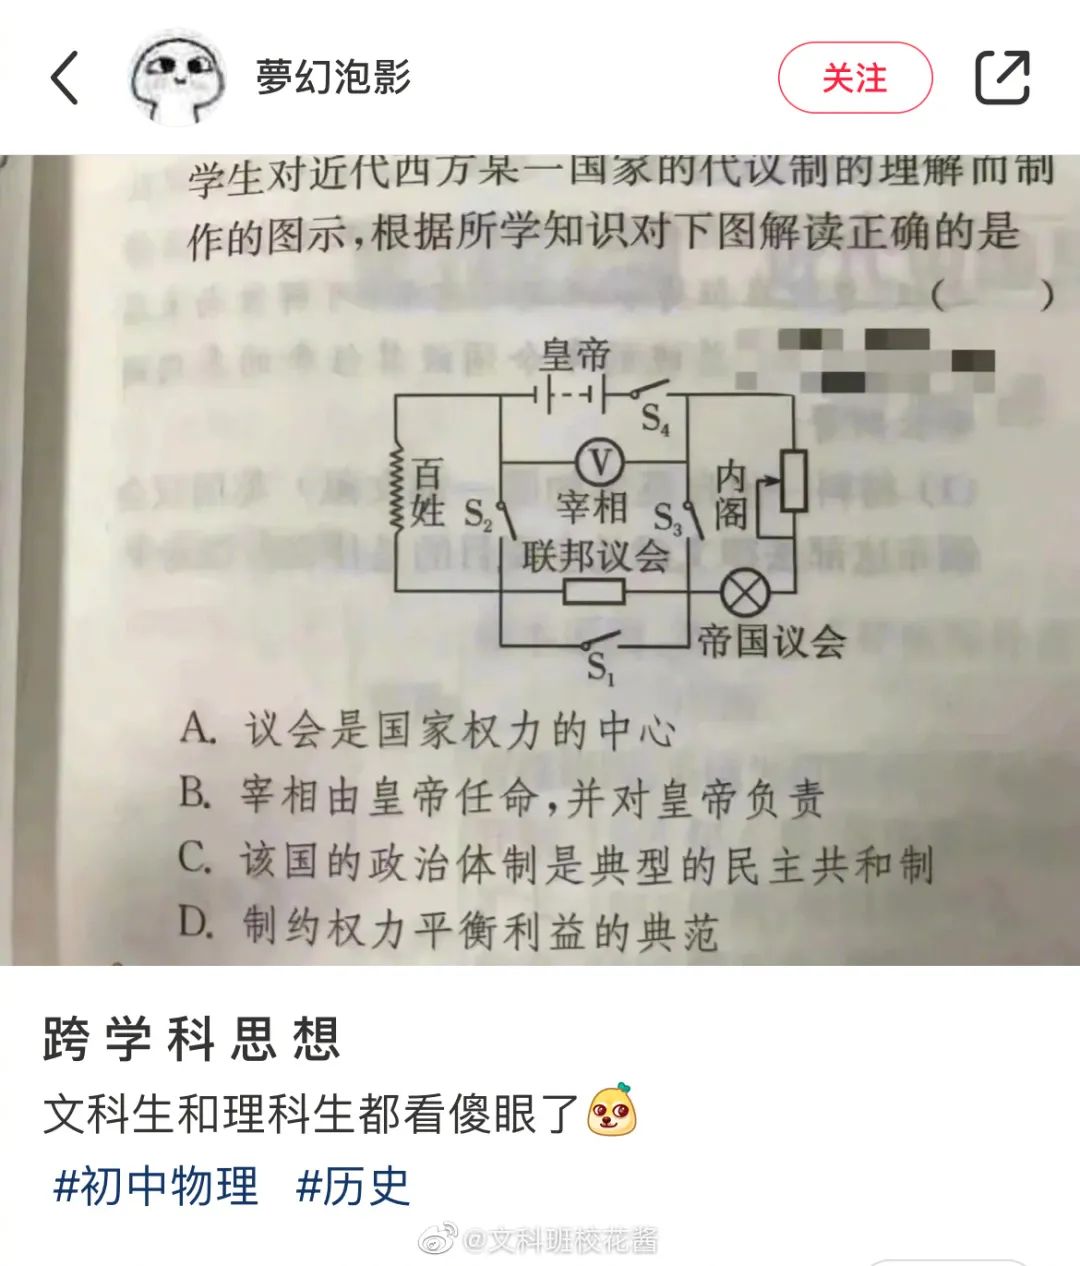 夢幻泡影
关注
学生对近代西方某一国家的代议制的理解而制
作的图示，根据所学知识对下图解读正确的是
（ ）
皇帝
S₄
百姓
S₂
V
宰相
S₃
内阁
联邦议会
帝国议会
S₁
A. 议会是国家权力的中心
B. 宰相由皇帝任命，并对皇帝负责
C. 该国的政治体制是典型的民主共和制
D. 制约权力平衡利益的典范
跨学科思想
文科生和理科生都看傻眼了
#初中物理 #历史
@文科班校花酱